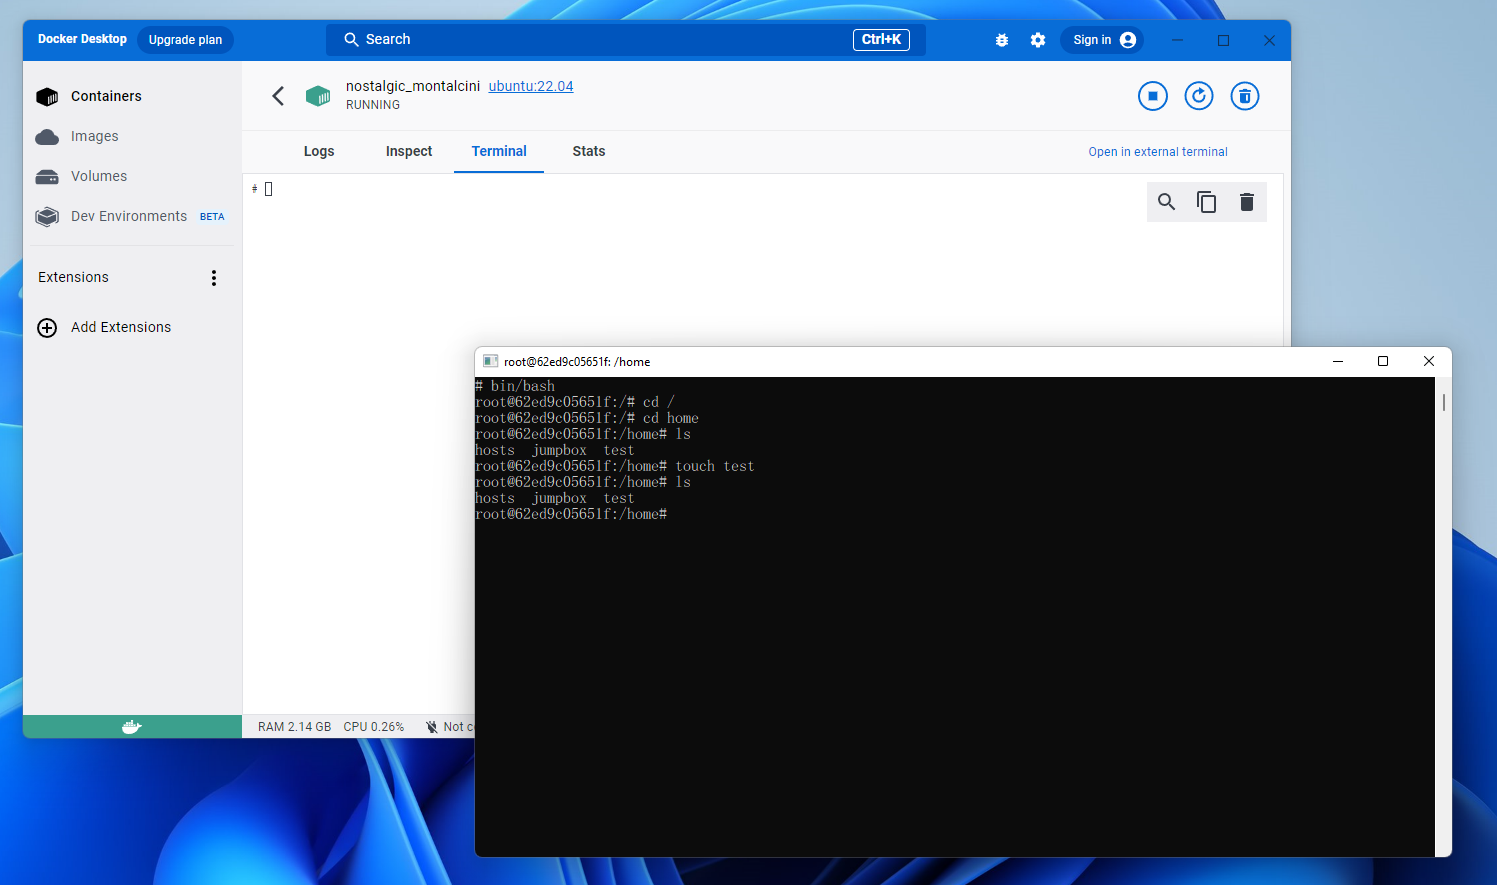 Docker Desktop Upgrade plan Search Ctrl+K Sign in
Containers
Images
Volumes
Dev Environments BETA
Extensions
Add Extensions
nostalgic_montalcini ubuntu:22.04
RUNNING
Logs Inspect Terminal Stats Open in external terminal
#
RAM 2.14 GB CPU 0.26% Not
root@62ed9c05651f: /home
# bin/bash
root@62ed9c05651f:/# cd /
root@62ed9c05651f:/# cd home
root@62ed9c05651f:/home# ls
hosts jumpbox test
root@62ed9c05651f:/home# touch test
root@62ed9c05651f:/home# ls
hosts jumpbox test
root@62ed9c05651f:/home#